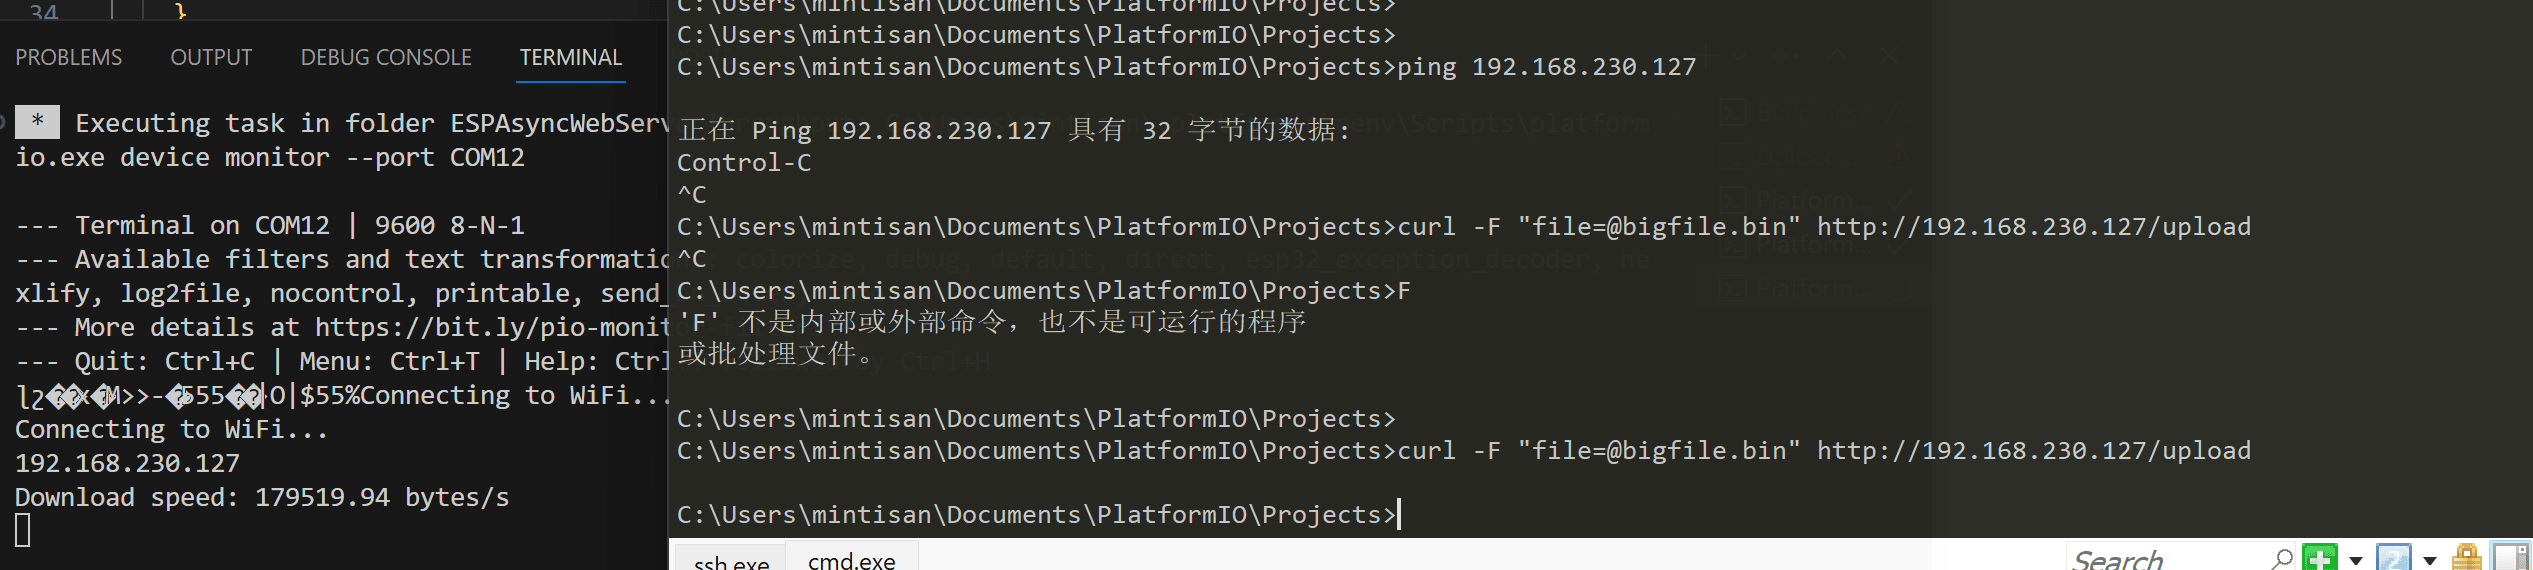 34 }
PROBLEMS OUTPUT DEBUG CONSOLE TERMINAL
* Executing task in folder ESPAsyncWebServ
io.exe device monitor --port COM12
--- Terminal on COM12 | 9600 8-N-1
--- Available filters and text transformatio
xlify, log2file, nocontrol, printable, send_
--- More details at https://bit.ly/pio-monito
--- Quit: Ctrl+C | Menu: Ctrl+T | Help: Ctrl
$55%Connecting to WiFi...
Connecting to WiFi...
192.168.230.127
Download speed: 179519.94 bytes/s
C:\Users\mintisan\Documents\PlatformIO\Projects>
C:\Users\mintisan\Documents\PlatformIO\Projects>
C:\Users\mintisan\Documents\PlatformIO\Projects>ping 192.168.230.127
正在 Ping 192.168.230.127 具有 32 字节的数据:
Control-C
^C
C:\Users\mintisan\Documents\PlatformIO\Projects>curl -F "file=@bigfile.bin" http://192.168.230.127/upload
^C
C:\Users\mintisan\Documents\PlatformIO\Projects>F
'F' 不是内部或外部命令，也不是可运行的程序
或批处理文件。
C:\Users\mintisan\Documents\PlatformIO\Projects>
C:\Users\mintisan\Documents\PlatformIO\Projects>curl -F "file=@bigfile.bin" http://192.168.230.127/upload
C:\Users\mintisan\Documents\PlatformIO\Projects>
ssh.exe cmd.exe
Search